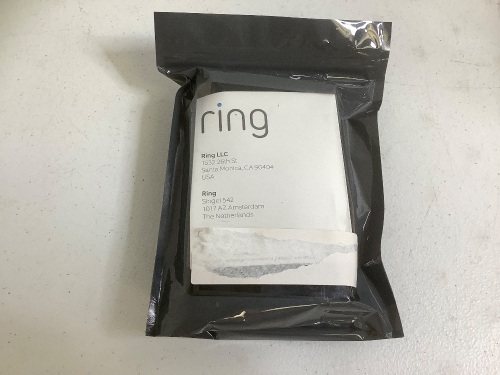 ring
Ring LLC
1523 26th St
Santa Monica, CA 90404
USA
Ring
Singel 542
1017 AZ Amsterdam
The Netherlands